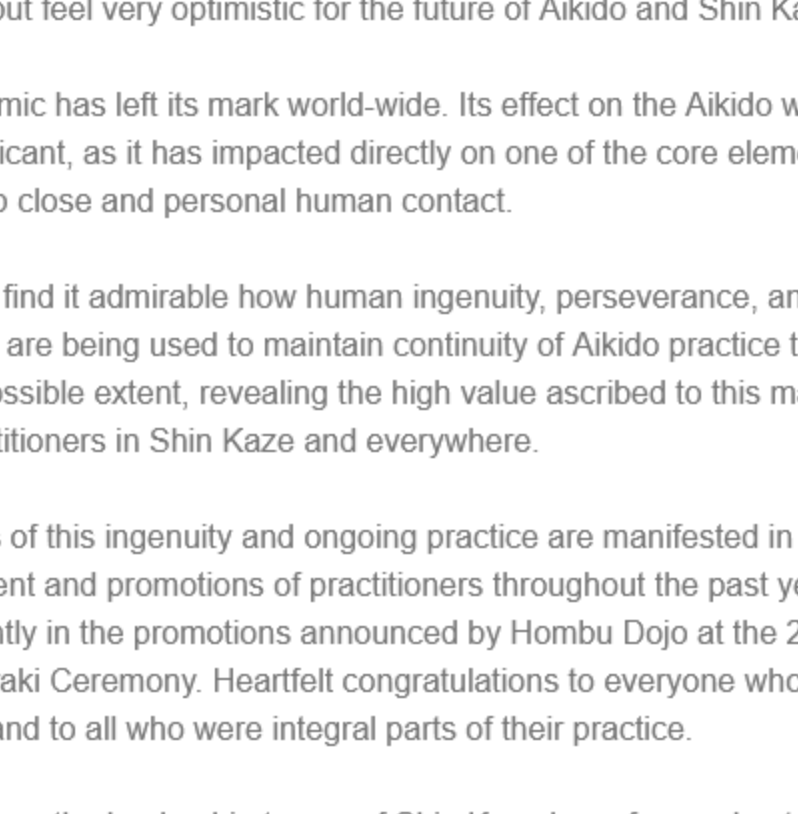 out feel very optimistic for the future of Aikido and Shin Ka
mic has left its mark world-wide. Its effect on the Aikido w
icant, as it has impacted directly on one of the core elem
o close and personal human contact.
find it admirable how human ingenuity, perseverance, an
are being used to maintain continuity of Aikido practice t
ossible extent, revealing the high value ascribed to this ma
titioners in Shin Kaze and everywhere.
s of this ingenuity and ongoing practice are manifested in
ent and promotions of practitioners throughout the past ye
ntly in the promotions announced by Hombu Dojo at the 2
raki Ceremony. Heartfelt congratulations to everyone who
and to all who were integral parts of their practice.